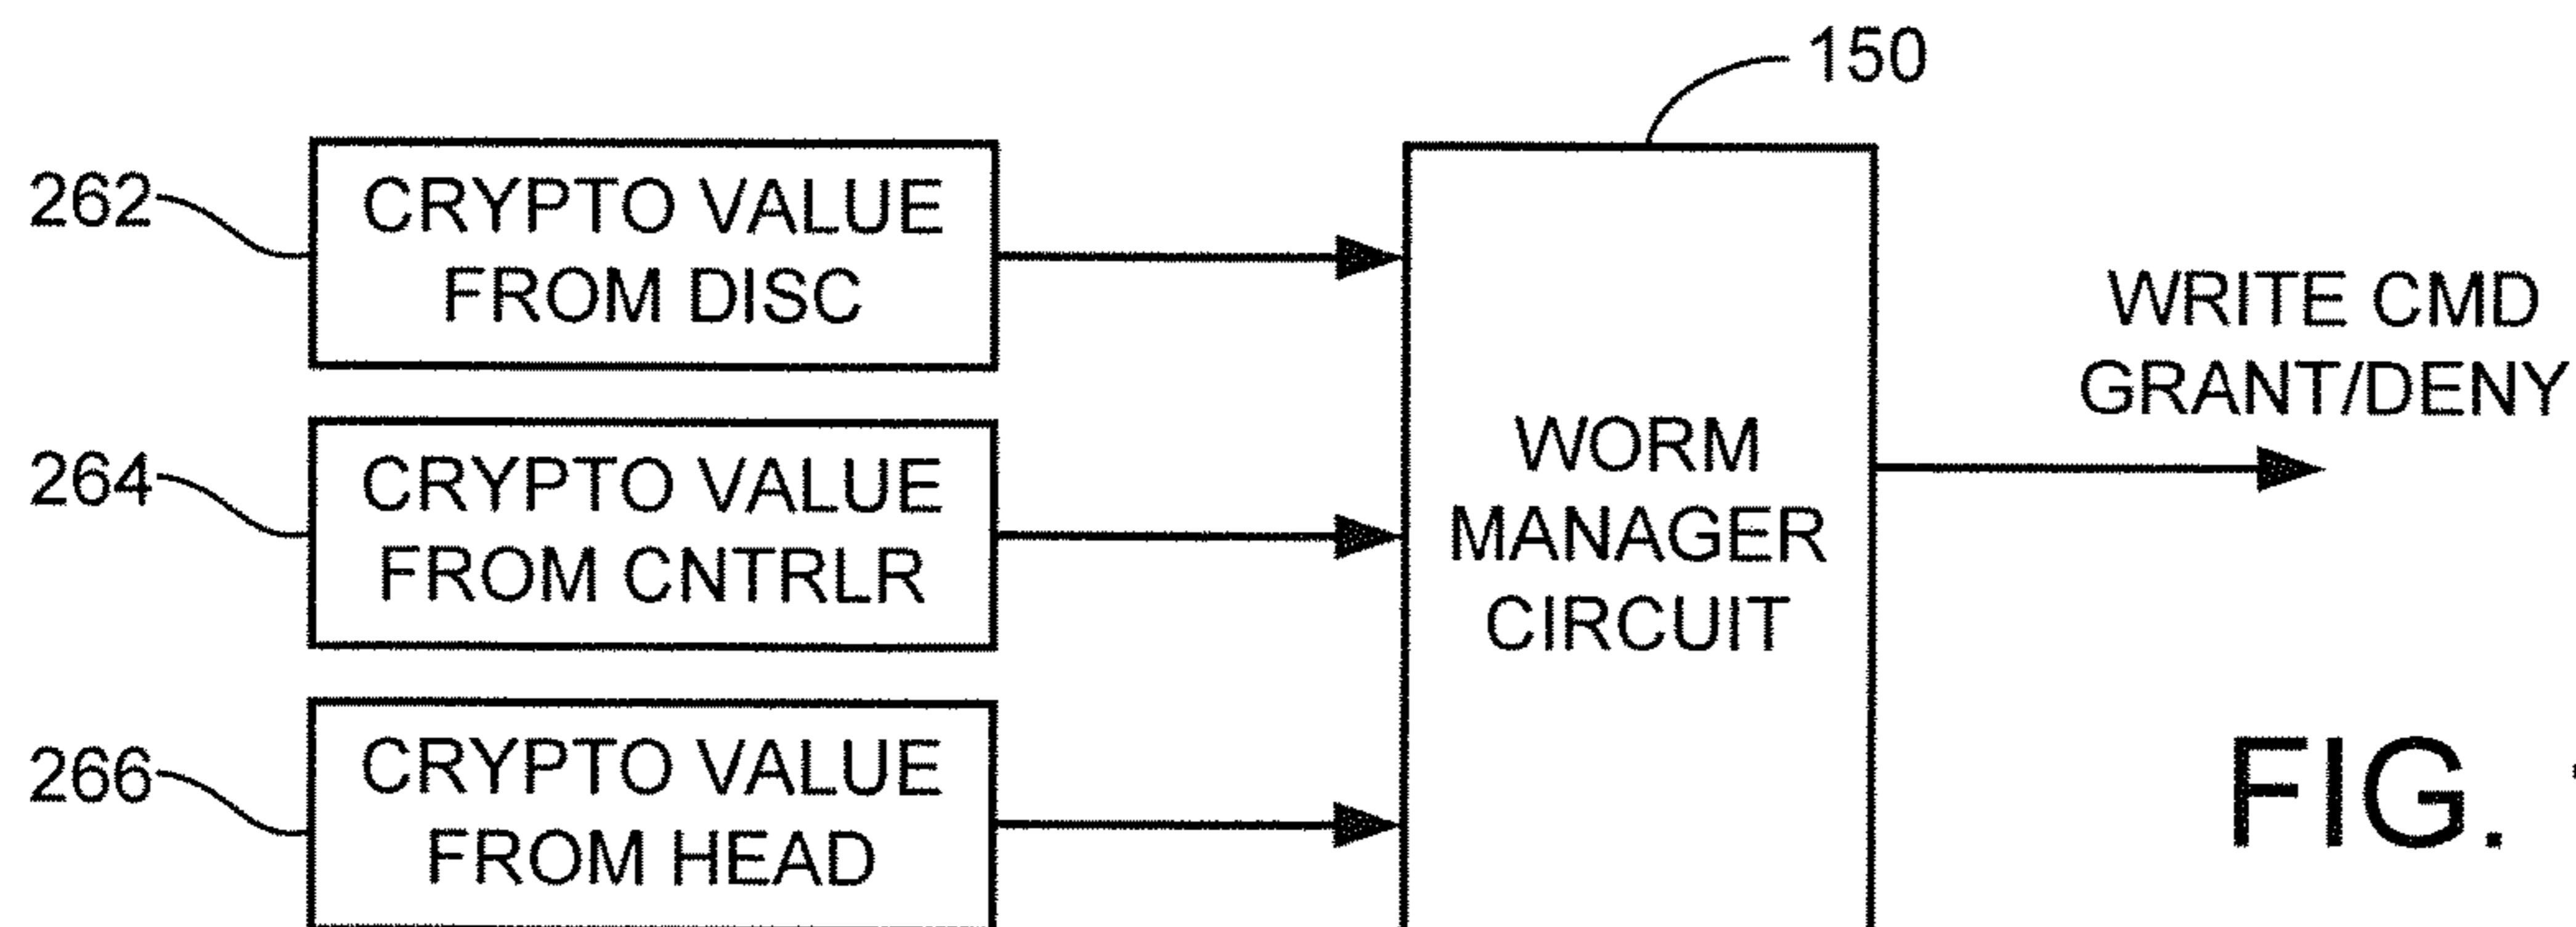 150
262
CRYPTO VALUE
FROM DISC
264
CRYPTO VALUE
FROM CNTRLR
266
CRYPTO VALUE
FROM HEAD
WORM
MANAGER
CIRCUIT
WRITE CMD
GRANT/DENY
FIG.